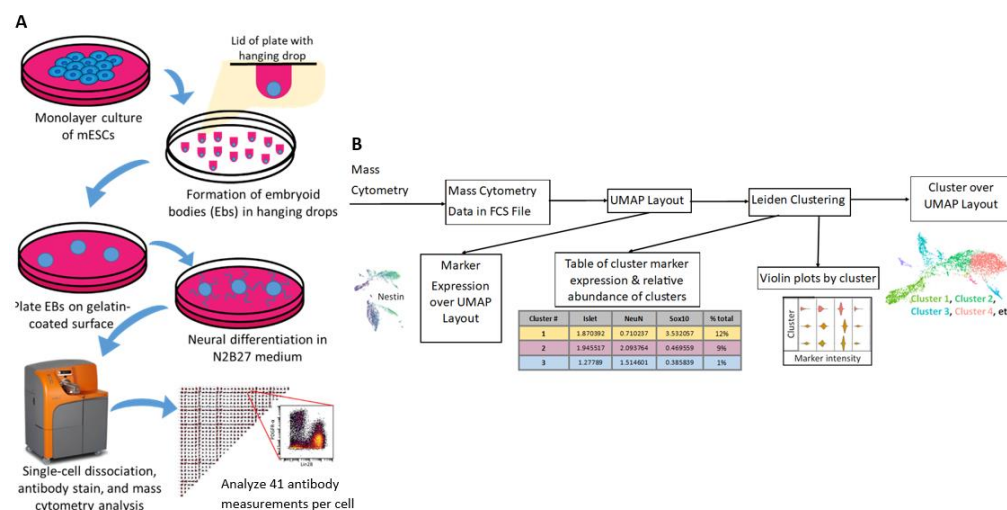 A
Lid of plate with
hanging drop
Monolayer culture
of mESCs
Formation of embryoid
bodies (Ebs) in hanging drops
Plate EBs on gelatin-
coated surface
Neural differentiation in
N2B27 medium
Single-cell dissociation,
antibody stain, and mass
cytometry analysis
PDGFR-a
Lin28
Analyze 41 antibody
measurements per cell
B
Mass
Cytometry
Mass Cytometry
Data in FCS File
UMAP Layout
Leiden Clustering
Cluster over
UMAP Layout
Nestin
Marker
Expression
over UMAP
Layout
Table of cluster marker
expression & relative
abundance of clusters
Cluster # Islet NeuN Sox10 % total
1 1.870392 0.710237 3.532057 12%
2 1.945517 2.095764 0.469559 9%
3 1.27789 1.514601 0.385839 1%
Violin plots by cluster
Cluster
Marker intensity
Cluster 1, Cluster 2,
Cluster 3, Cluster 4, et